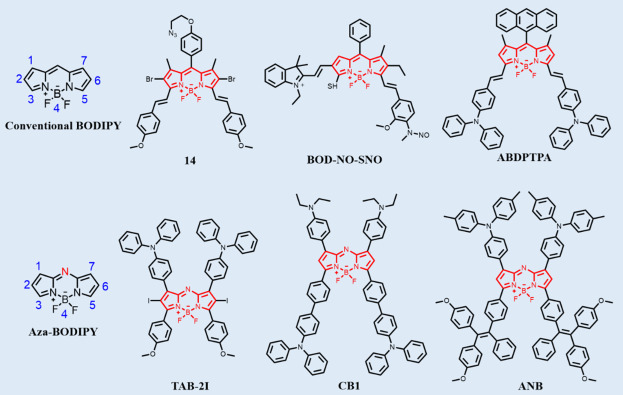 1 7
2 6
N + B − N
3 F 4 F 5
Conventional BODIPY
N₃
O
Br Br
N + B − N
F F
O O
14
N +
SH
N + B − N
F F
O
N NO
BOD-NO-SNO
N + B − N
F F
N N
ABDPTPA
N
1 7
2 6
N + B − N
3 F 4 F 5
Aza-BODIPY
N N
N
I I
N + B − N
F F
O O
TAB-2I
N N
N
N + B − N
F F
N N
CB1
N N
N
N + B − N
F F
O O
O O
ANB